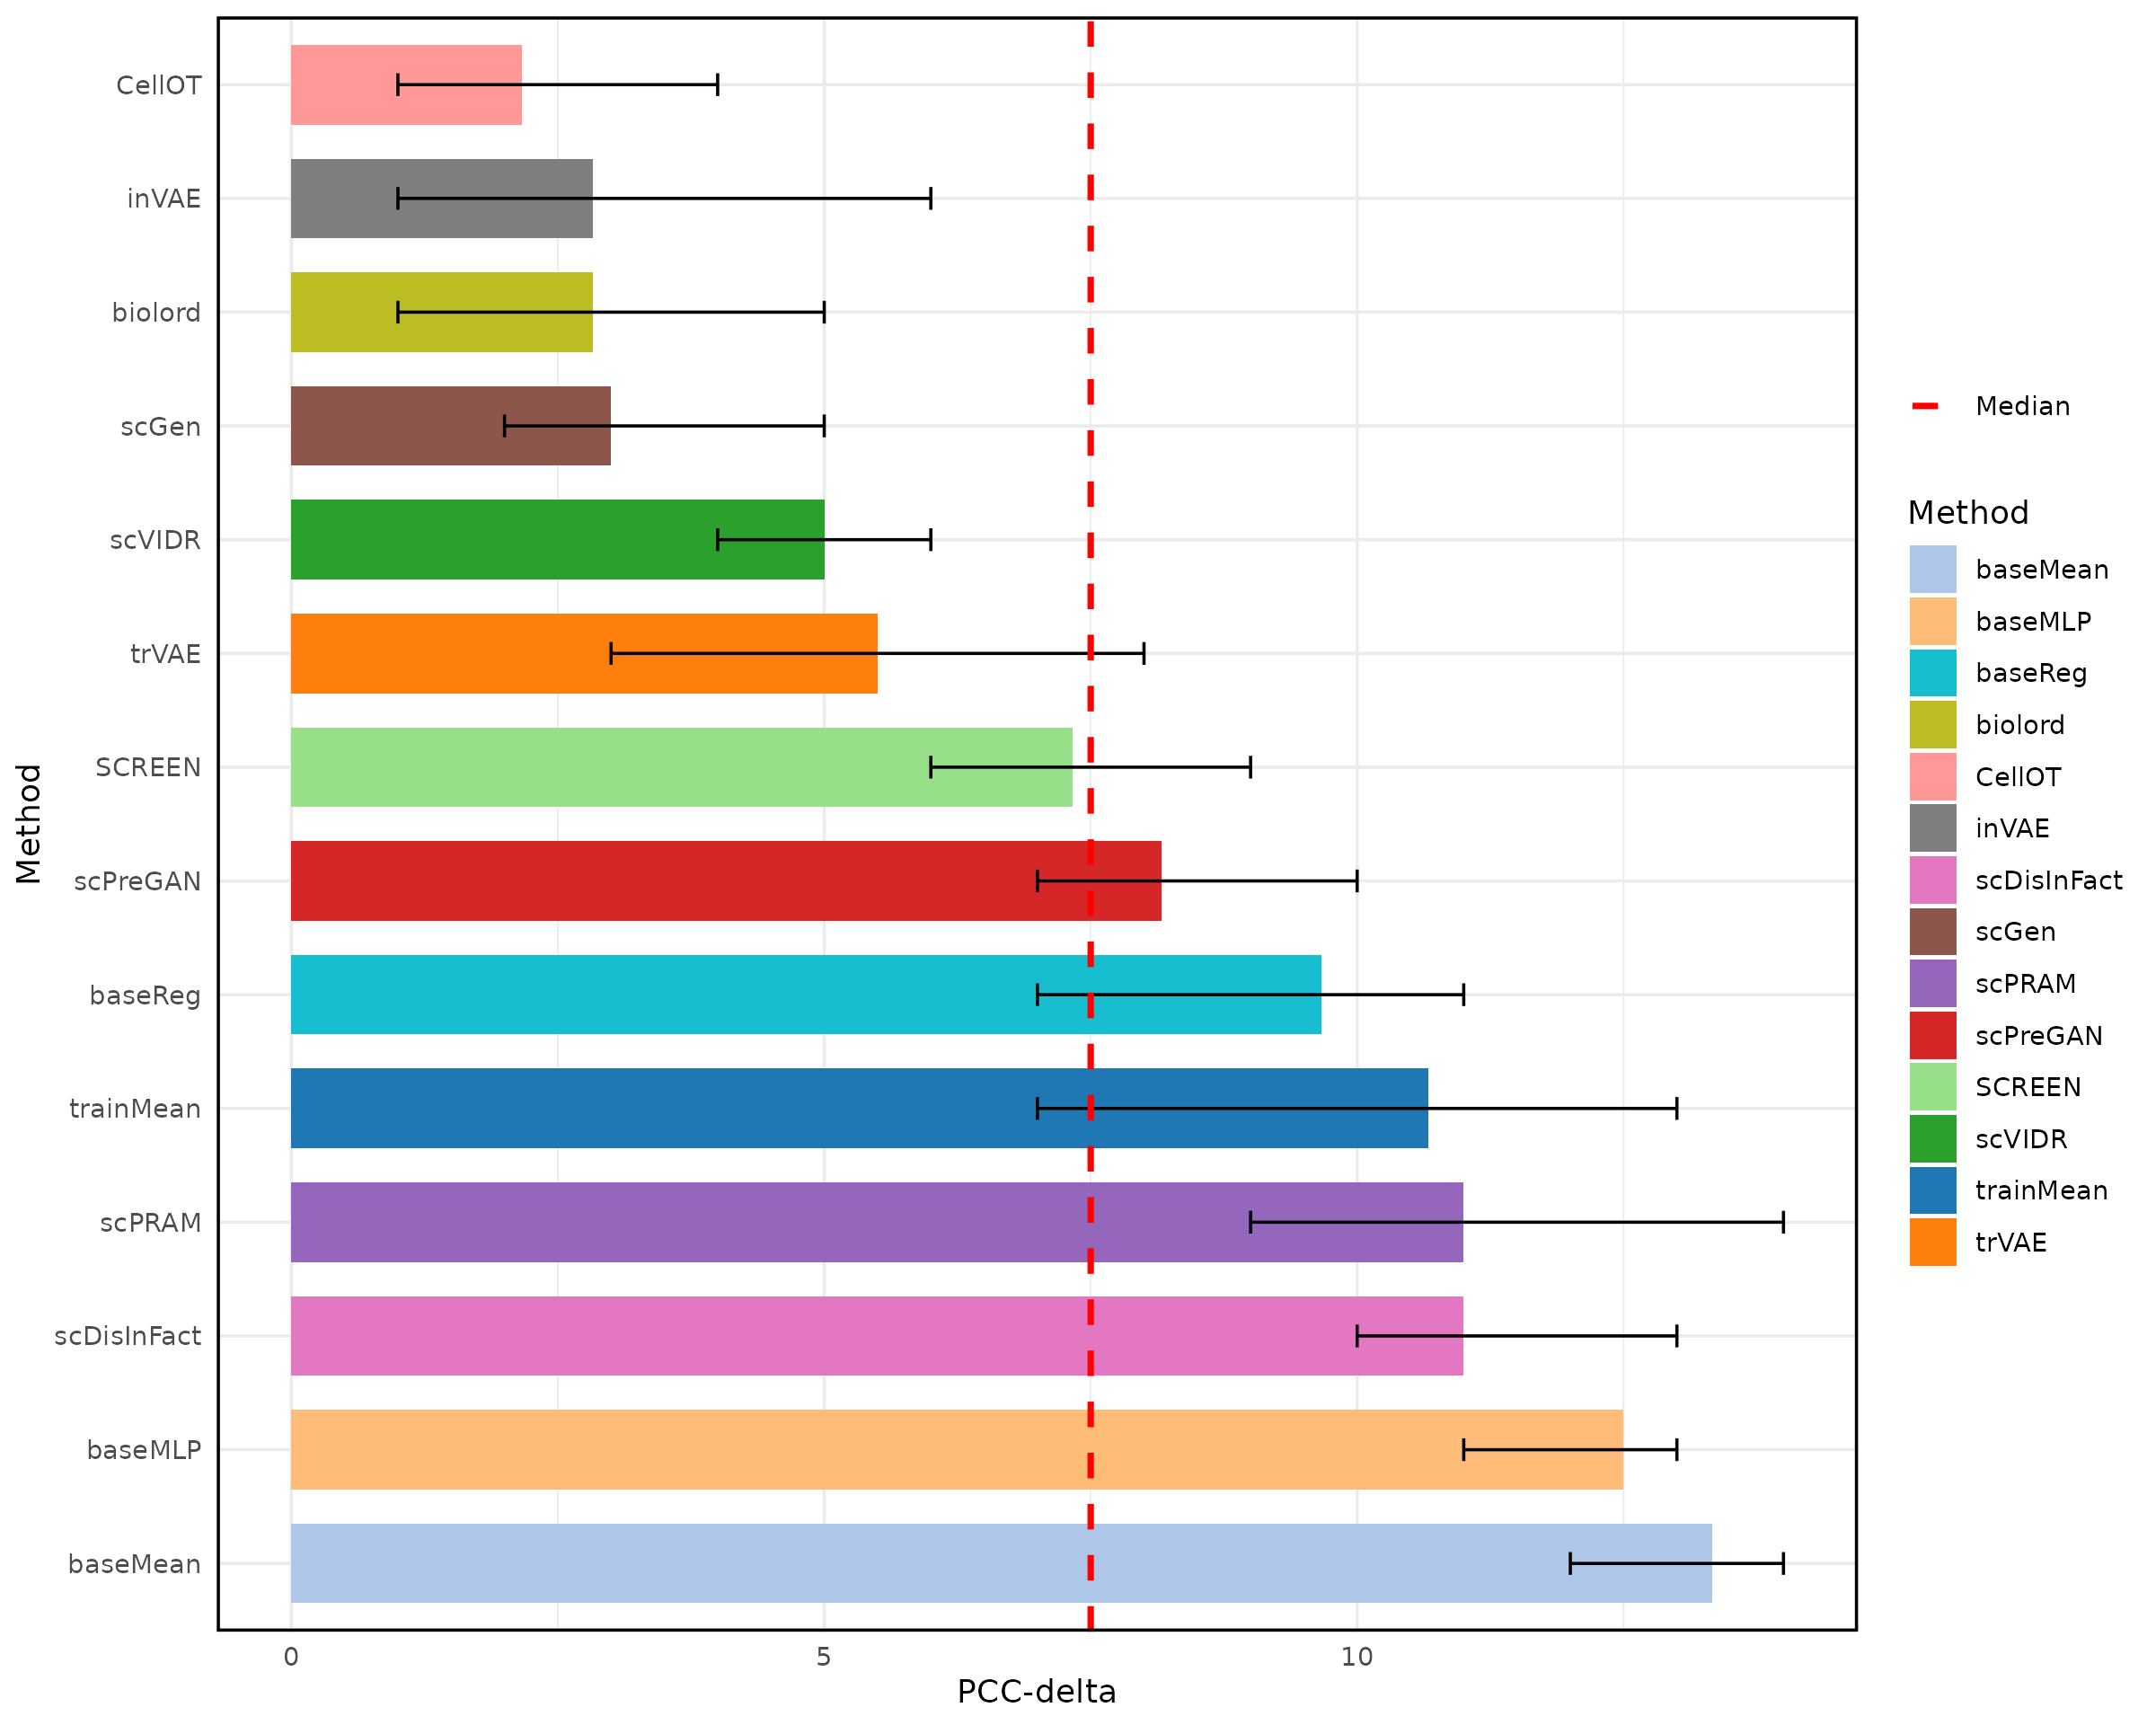 CellOT
inVAE
biolord
scGen
scVIDR
trVAE
SCREEN
scPreGAN
baseReg
trainMean
scPRAM
scDisInFact
baseMLP
baseMean
Method
0 5 10
PCC-delta
Median
Method
baseMean
baseMLP
baseReg
biolord
CellOT
inVAE
scDisInFact
scGen
scPRAM
scPreGAN
SCREEN
scVIDR
trainMean
trVAE